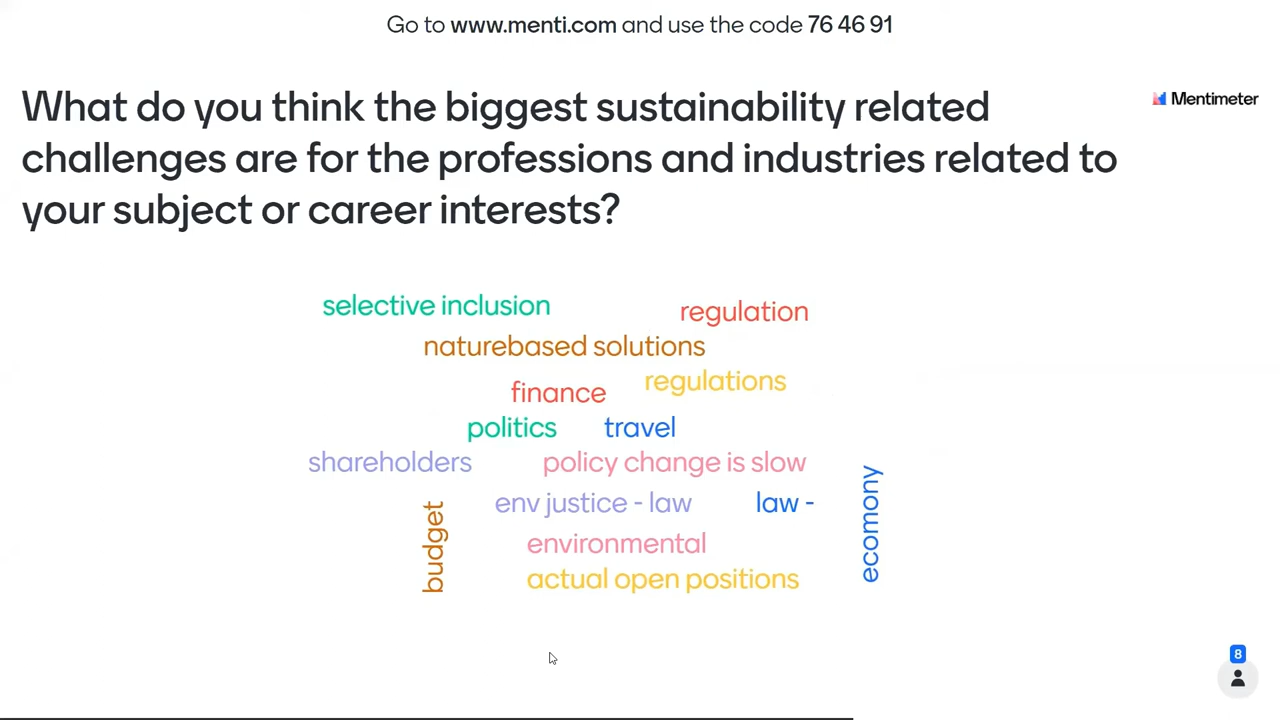 Go to www.menti.com and use the code 76 46 91
What do you think the biggest sustainability related
challenges are for the professions and industries related to
your subject or career interests?
Mentimeter
selective inclusion
regulation
naturebased solutions
regulations
finance
politics
travel
shareholders
policy change is slow
env justice - law
law -
ecomony
budget
environmental
actual open positions
8